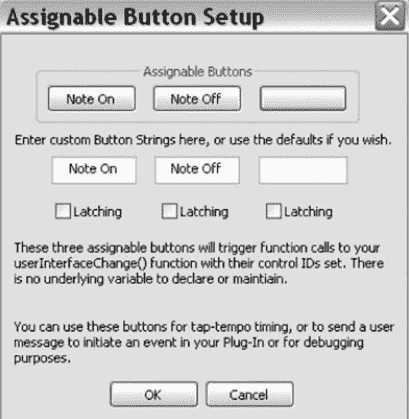 Assignable Button Setup
Assignable Buttons
Note On Note Off
Enter custom Button Strings here, or use the defaults if you wish.
Note On Note Off
Latching Latching Latching
These three assignable buttons will trigger function calls to your
userInterfaceChange() function with their control IDs set. There
is no underlying variable to declare or maintiain.
You can use these buttons for tap-tempo timing, or to send a user
message to initiate an event in your Plug-In or for debugging
purposes.
OK Cancel